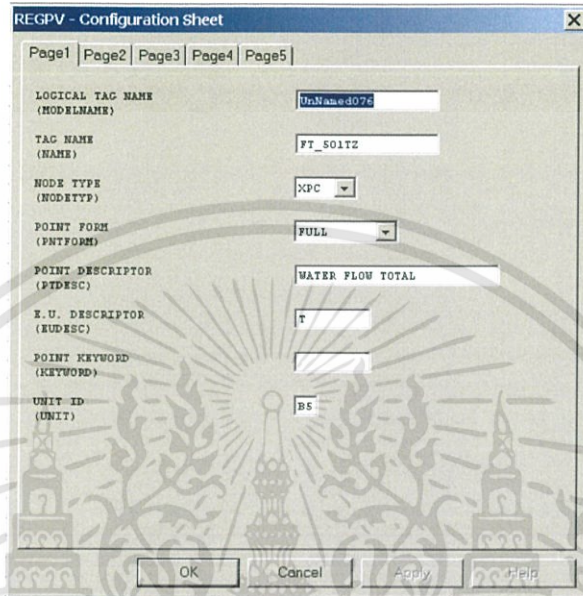 REGPV - Configuration Sheet
Page1 Page2 Page3 Page4 Page5
LOGICAL TAG NAME UnNamed076
(MODELNAME)
TAG NAME FT_501TZ
(NAME)
NODE TYPE XPC
(NODETYP)
POINT FORM FULL
(PNTFORM)
POINT DESCRIPTOR WATER FLOW TOTAL
(PTDESC)
E.U. DESCRIPTOR T
(EUDESC)
POINT KEYWORD
(KEYWORD)
UNIT ID B5
(UNIT)
OK Cancel Apply Help